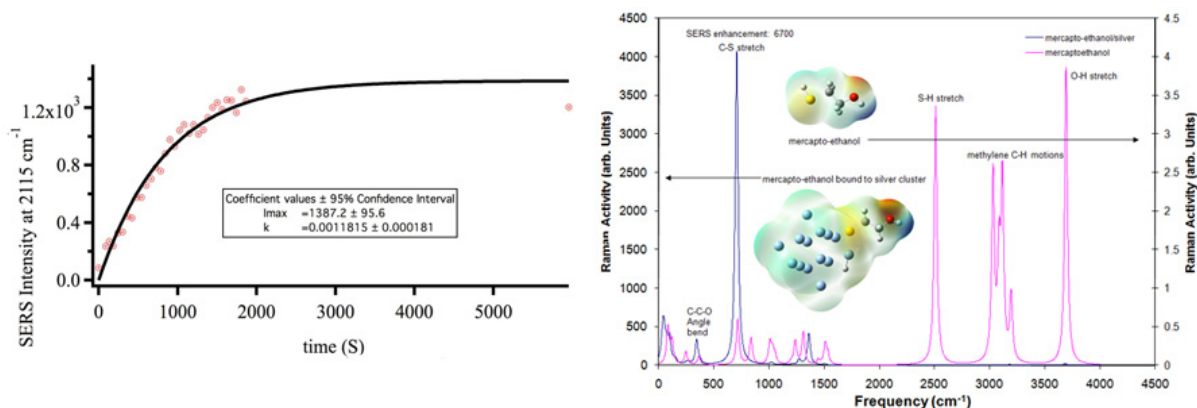 SERS Intensity at 2115 cm-1
1.2x10³
0.8
0.4
0.0
Coefficient values ± 95% Confidence Interval
Imax =1387.2 ± 95.6
k =0.0011815 ± 0.000181
0 1000 2000 3000 4000 5000
time (S)
Raman Activity (arb. Units)
4500
4000
3500
3000
2500
2000
1500
1000
500
0
SERS enhancement: 6700
C-S stretch
mercapto-ethanol/silver
mercaptoethanol
O-H stretch
S-H stretch
mercapto-ethanol
methylene C-H motions
mercapto-ethanol bound to silver cluster
C-C-O
Angle
bend
4.5
4
3.5
3
2.5
2
1.5
1
0.5
0
Raman Activity (arb. Units)
0 500 1000 1500 2000 2500 3000 3500 4000 4500
Frequency (cm-1)